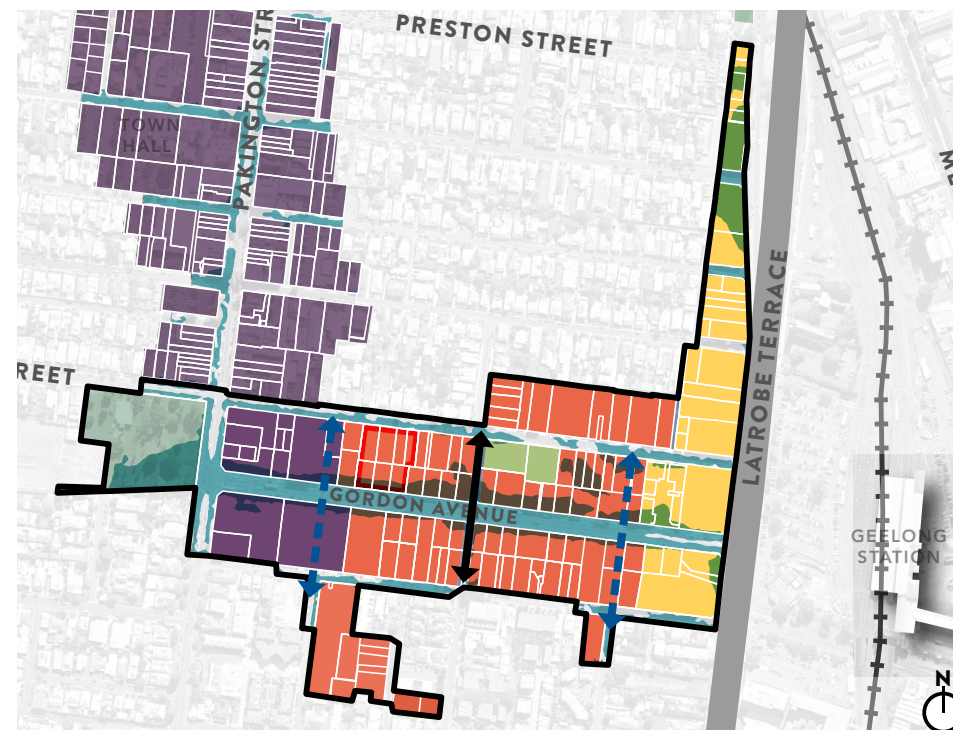 PRESTON STREET
PAKINGTON STR
TOWN
HALL
REET
LATROBE TERRACE
GORDON AVENUE
GEELONG
STATION
N